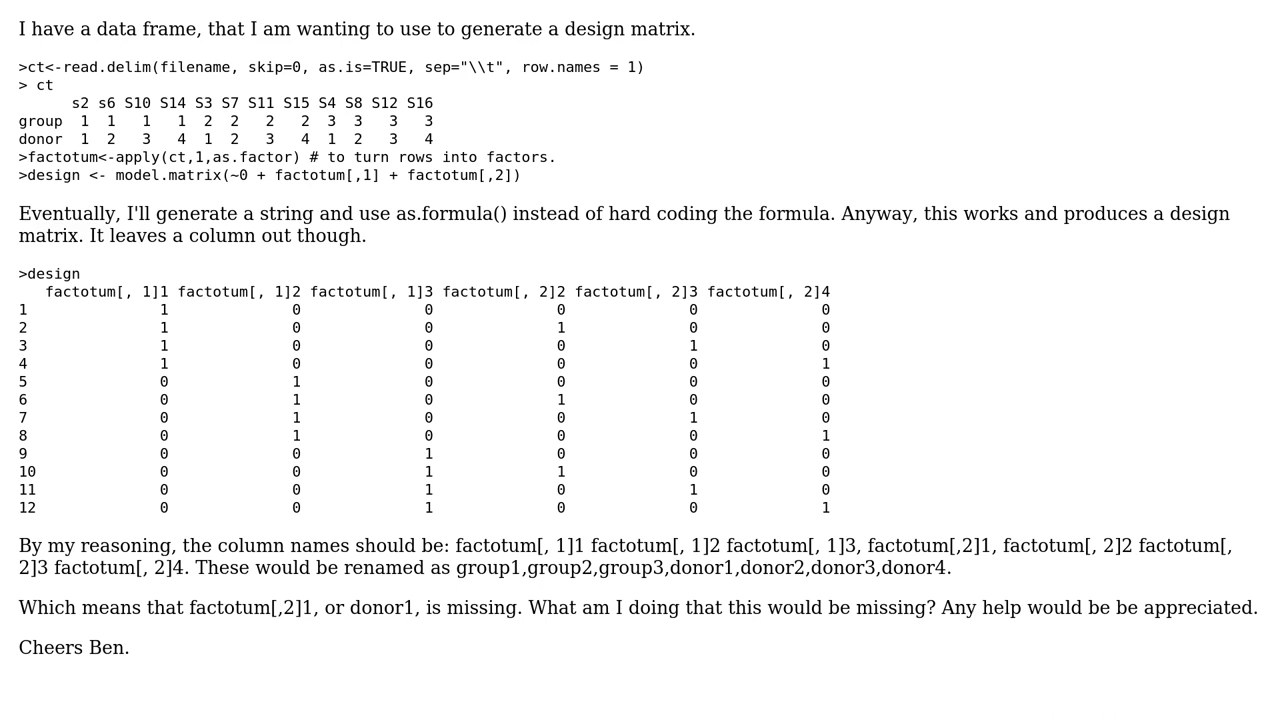 I have a data frame, that I am wanting to use to generate a design matrix.
>ct<-read.delim(filename, skip=0, as.is=TRUE, sep="\\t", row.names = 1)
> ct
      s2 s6 S10 S14 S3 S7 S11 S15 S4 S8 S12 S16
group  1  1   1   1  2  2   2   2  3  3   3   3
donor  1  2   3   4  1  2   3   4  1  2   3   4
>factotum<-apply(ct,1,as.factor) # to turn rows into factors.
>design <- model.matrix(~0 + factotum[,1] + factotum[,2])
Eventually, I'll generate a string and use as.formula() instead of hard coding the formula. Anyway, this works and produces a design
matrix. It leaves a column out though.
>design
   factotum[, 1]1 factotum[, 1]2 factotum[, 1]3 factotum[, 2]2 factotum[, 2]3 factotum[, 2]4
1               1              0              0              0              0              0
2               1              0              0              1              0              0
3               1              0              0              0              1              0
4               1              0              0              0              0              1
5               0              1              0              0              0              0
6               0              1              0              1              0              0
7               0              1              0              0              1              0
8               0              1              0              0              0              1
9               0              0              1              0              0              0
10              0              0              1              1              0              0
11              0              0              1              0              1              0
12              0              0              1              0              0              1
By my reasoning, the column names should be: factotum[, 1]1 factotum[, 1]2 factotum[, 1]3, factotum[,2]1, factotum[, 2]2 factotum[,
2]3 factotum[, 2]4. These would be renamed as group1,group2,group3,donor1,donor2,donor3,donor4.
Which means that factotum[,2]1, or donor1, is missing. What am I doing that this would be missing? Any help would be be appreciated.
Cheers Ben.